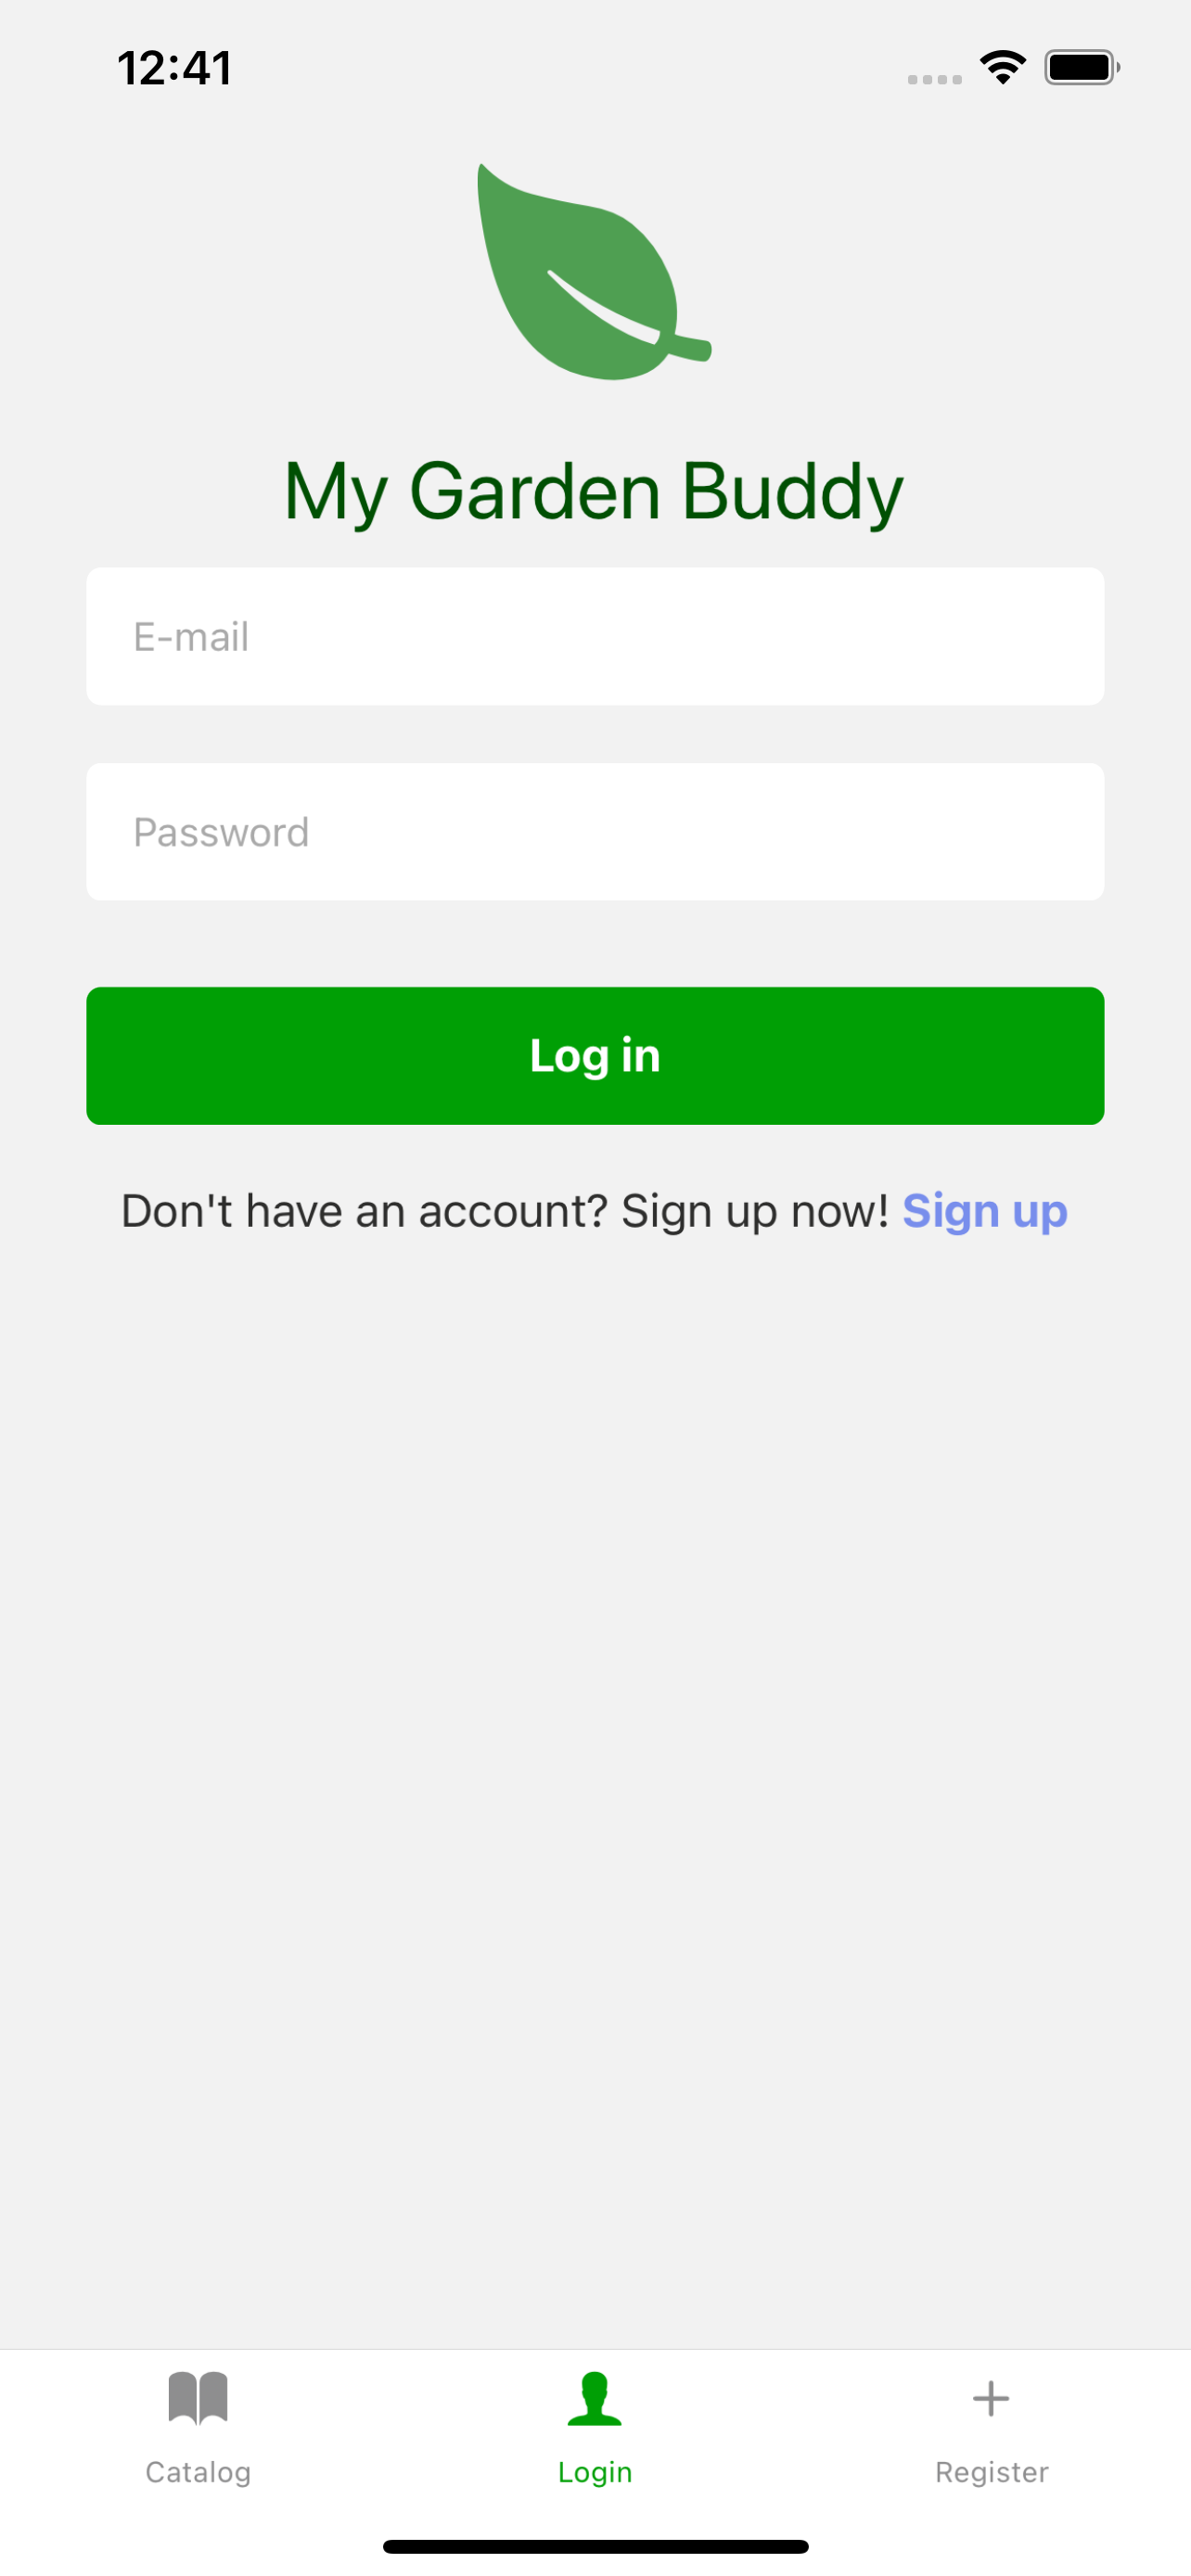 12:41
My Garden Buddy
E-mail
Password
Log in
Don't have an account? Sign up now! Sign up
Catalog
Login
Register